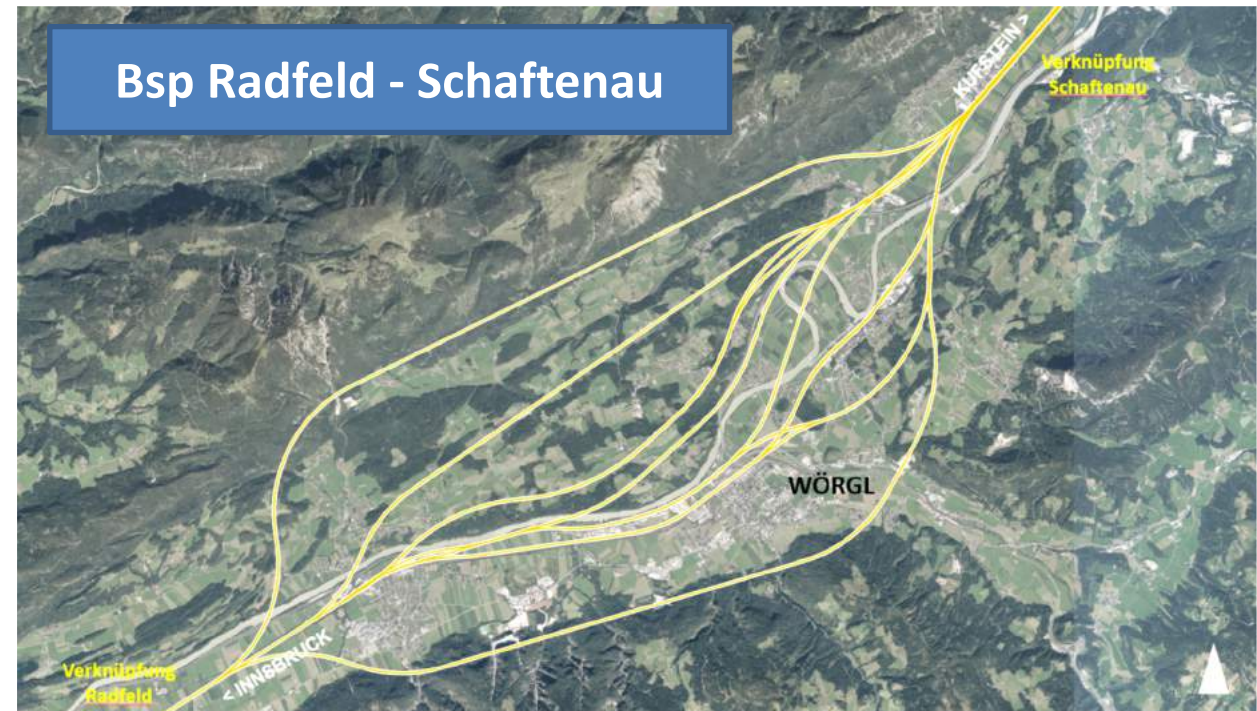 Bsp Radfeld - Schaftenau
KUFSTEIN >
Verknüpfung
Schaftenau
WÖRGL
< INNSBRUCK
Verknüpfung
Radfeld